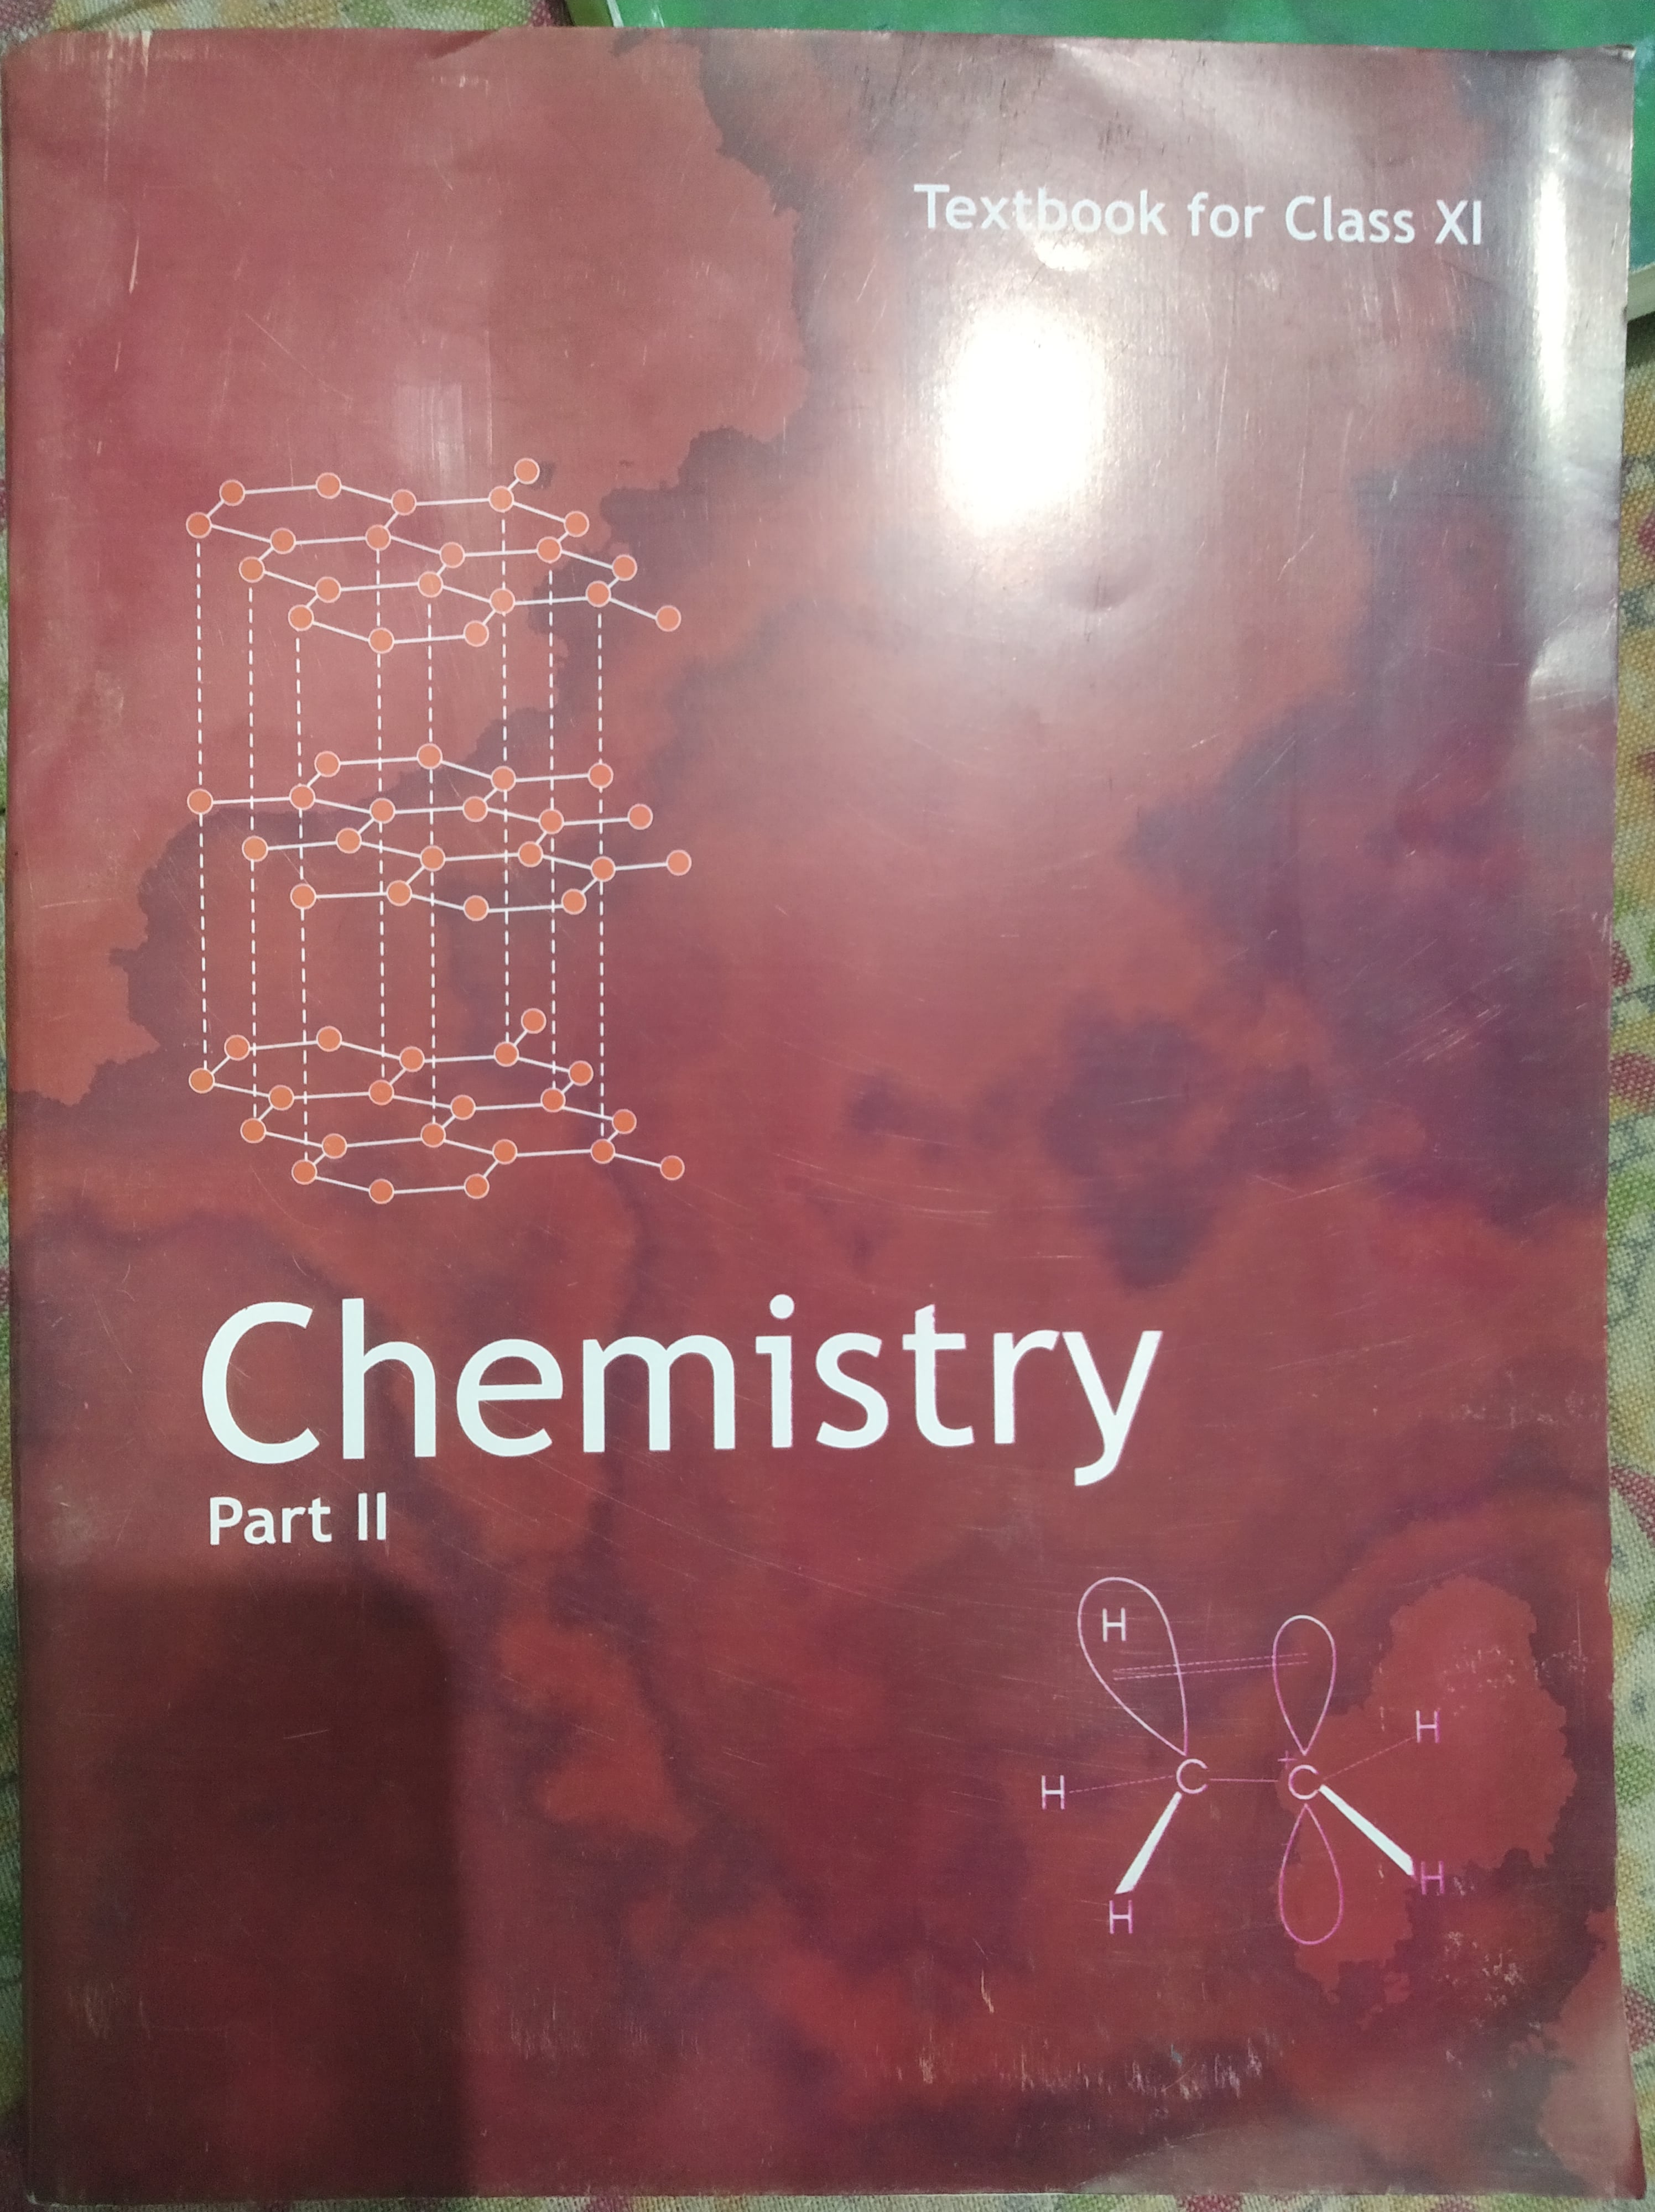 Textbook for Class XI
Chemistry
Part II
H
H
H C + C
H
H